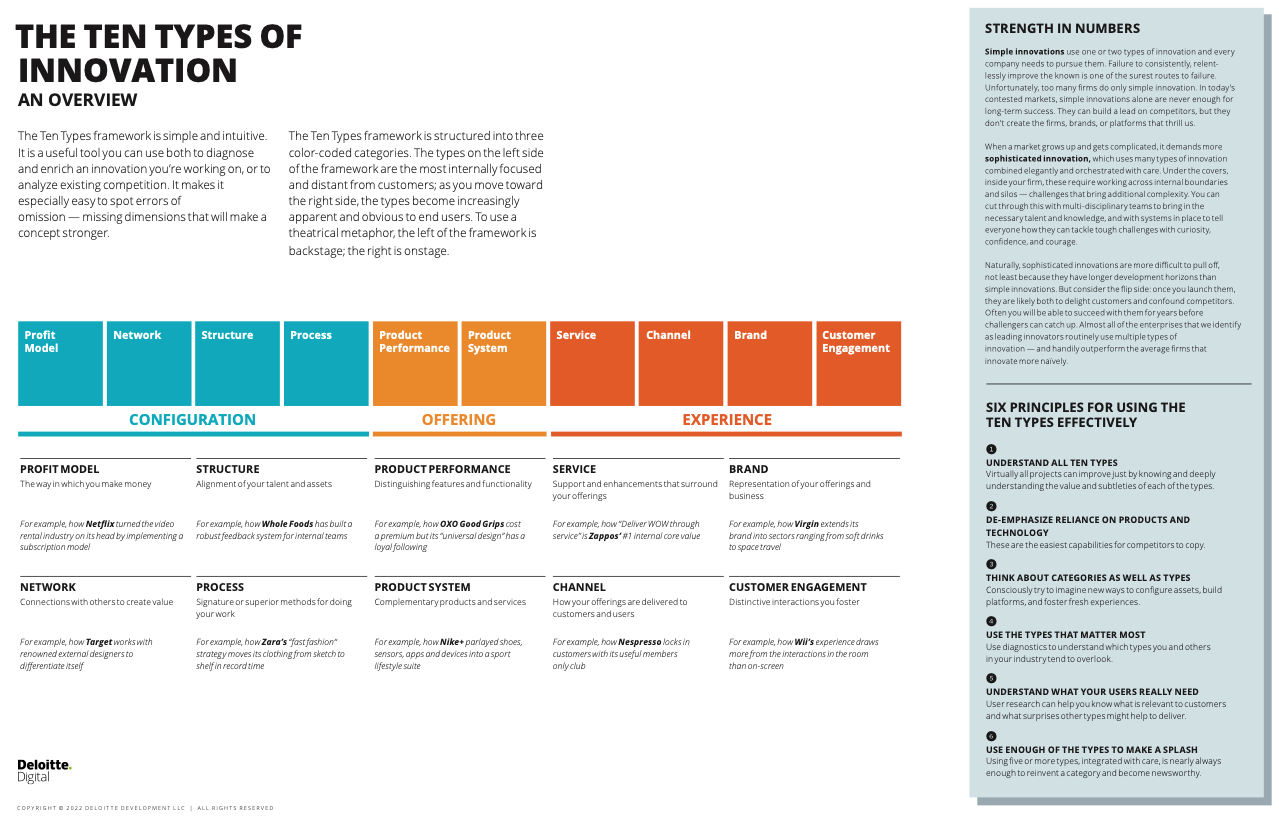 THE TEN TYPES OF
INNOVATION
AN OVERVIEW
The Ten Types framework is simple and intuitive.
It is a useful tool you can use both to diagnose
and enrich an innovation you're working on, or to
analyze existing competition. It makes it
especially easy to spot errors of
omission — missing dimensions that will make a
concept stronger.
The Ten Types framework is structured into three
color-coded categories. The types on the left side
of the framework are the most internally focused
and distant from customers; as you move toward
the right side, the types become increasingly
apparent and obvious to end users. To use a
theatrical metaphor, the left of the framework is
backstage; the right is onstage.
Profit
Model
Network
Structure
Process
Product
Performance
Product
System
Service
Channel
Brand
Customer
Engagement
CONFIGURATION
OFFERING
EXPERIENCE
PROFIT MODEL
The way in which you make money
For example, how Netflix turned the video
rental industry on its head by implementing a
subscription model
STRUCTURE
Alignment of your talent and assets
For example, how Whole Foods has built a
robust feedback system for internal teams
PRODUCT PERFORMANCE
Distinguishing features and functionality
For example, how OXO Good Grips cost
a premium but its "universal design" has a
loyal following
SERVICE
Support and enhancements that surround
your offerings
For example, how "Deliver WOW through
service" is Zappos' #1 internal core value
BRAND
Representation of your offerings and
business
For example, how Virgin extends its
brand into sectors ranging from soft drinks
to space travel
NETWORK
Connections with others to create value
For example, how Target works with
renowned external designers to
differentiate itself
PROCESS
Signature or superior methods for doing
your work
For example, how Zara's "fast fashion"
strategy moves its clothing from sketch to
shelf in record time
PRODUCT SYSTEM
Complementary products and services
For example, how Nike+ parlayed shoes,
sensors, apps and devices into a sport
lifestyle suite
CHANNEL
How your offerings are delivered to
customers and users
For example, how Nespresso locks in
customers with its useful members
only club
CUSTOMER ENGAGEMENT
Distinctive interactions you foster
For example, how Wii's experience draws
more from the interactions in the room
than on-screen
Deloitte.
Digital
COPYRIGHT © 2022 DELOITTE DEVELOPMENT LLC | ALL RIGHTS RESERVED
STRENGTH IN NUMBERS
Simple innovations use one or two types of innovation and every
company needs to pursue them. Failure to consistently, relent-
lessly improve the known is one of the surest routes to failure.
Unfortunately, too many firms do only simple innovation. In today's
contested markets, simple innovations alone are never enough for
long-term success. They can build a lead on competitors, but they
don't create the firms, brands, or platforms that thrill us.
When a market grows up and gets complicated, it demands more
sophisticated innovation, which uses many types of innovation
combined elegantly and orchestrated with care. Under the covers,
inside your firm, these require working across internal boundaries
and silos — challenges that bring additional complexity. You can
cut through this with multi-disciplinary teams to bring in the
necessary talent and knowledge, and with systems in place to tell
everyone how they can tackle tough challenges with curiosity,
confidence, and courage.
Naturally, sophisticated innovations are more difficult to pull off,
not least because they have longer development horizons than
simple innovations. But consider the flip side: once you launch them,
they are likely both to delight customers and confound competitors.
Often you will be able to succeed with them for years before
challengers can catch up. Almost all of the enterprises that we identify
as leading innovators routinely use multiple types of
innovation — and handily outperform the average firms that
innovate more naïvely.
SIX PRINCIPLES FOR USING THE
TEN TYPES EFFECTIVELY
1
UNDERSTAND ALL TEN TYPES
Virtually all projects can improve just by knowing and deeply
understanding the value and subtleties of each of the types.
2
DE-EMPHASIZE RELIANCE ON PRODUCTS AND
TECHNOLOGY
These are the easiest capabilities for competitors to copy.
3
THINK ABOUT CATEGORIES AS WELL AS TYPES
Consciously try to imagine new ways to configure assets, build
platforms, and foster fresh experiences.
4
USE THE TYPES THAT MATTER MOST
Use diagnostics to understand which types you and others
in your industry tend to overlook.
5
UNDERSTAND WHAT YOUR USERS REALLY NEED
User research can help you know what is relevant to customers
and what surprises other types might help to deliver.
6
USE ENOUGH OF THE TYPES TO MAKE A SPLASH
Using five or more types, integrated with care, is nearly always
enough to reinvent a category and become newsworthy.